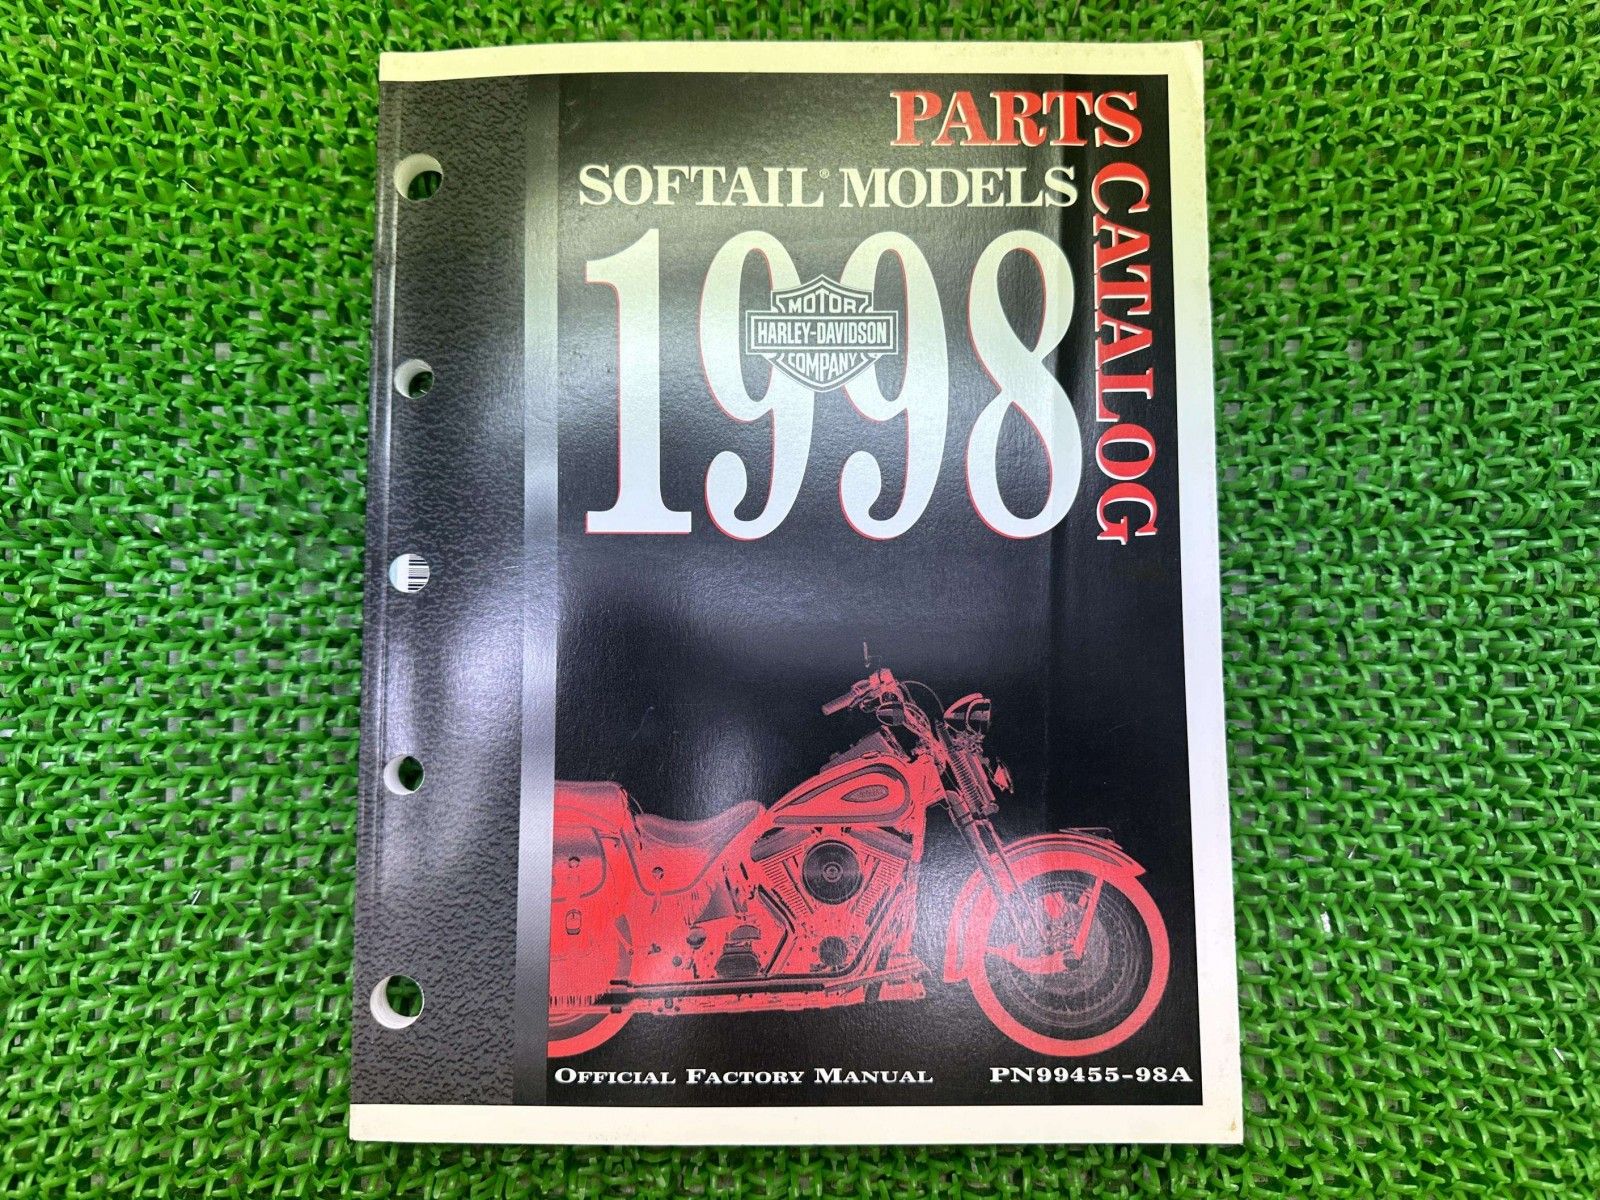 PARTS
CATALOG
SOFTAIL® MODELS
1998
MOTOR
HARLEY-DAVIDSON
COMPANY
OFFICIAL FACTORY MANUAL
PN99455-98A